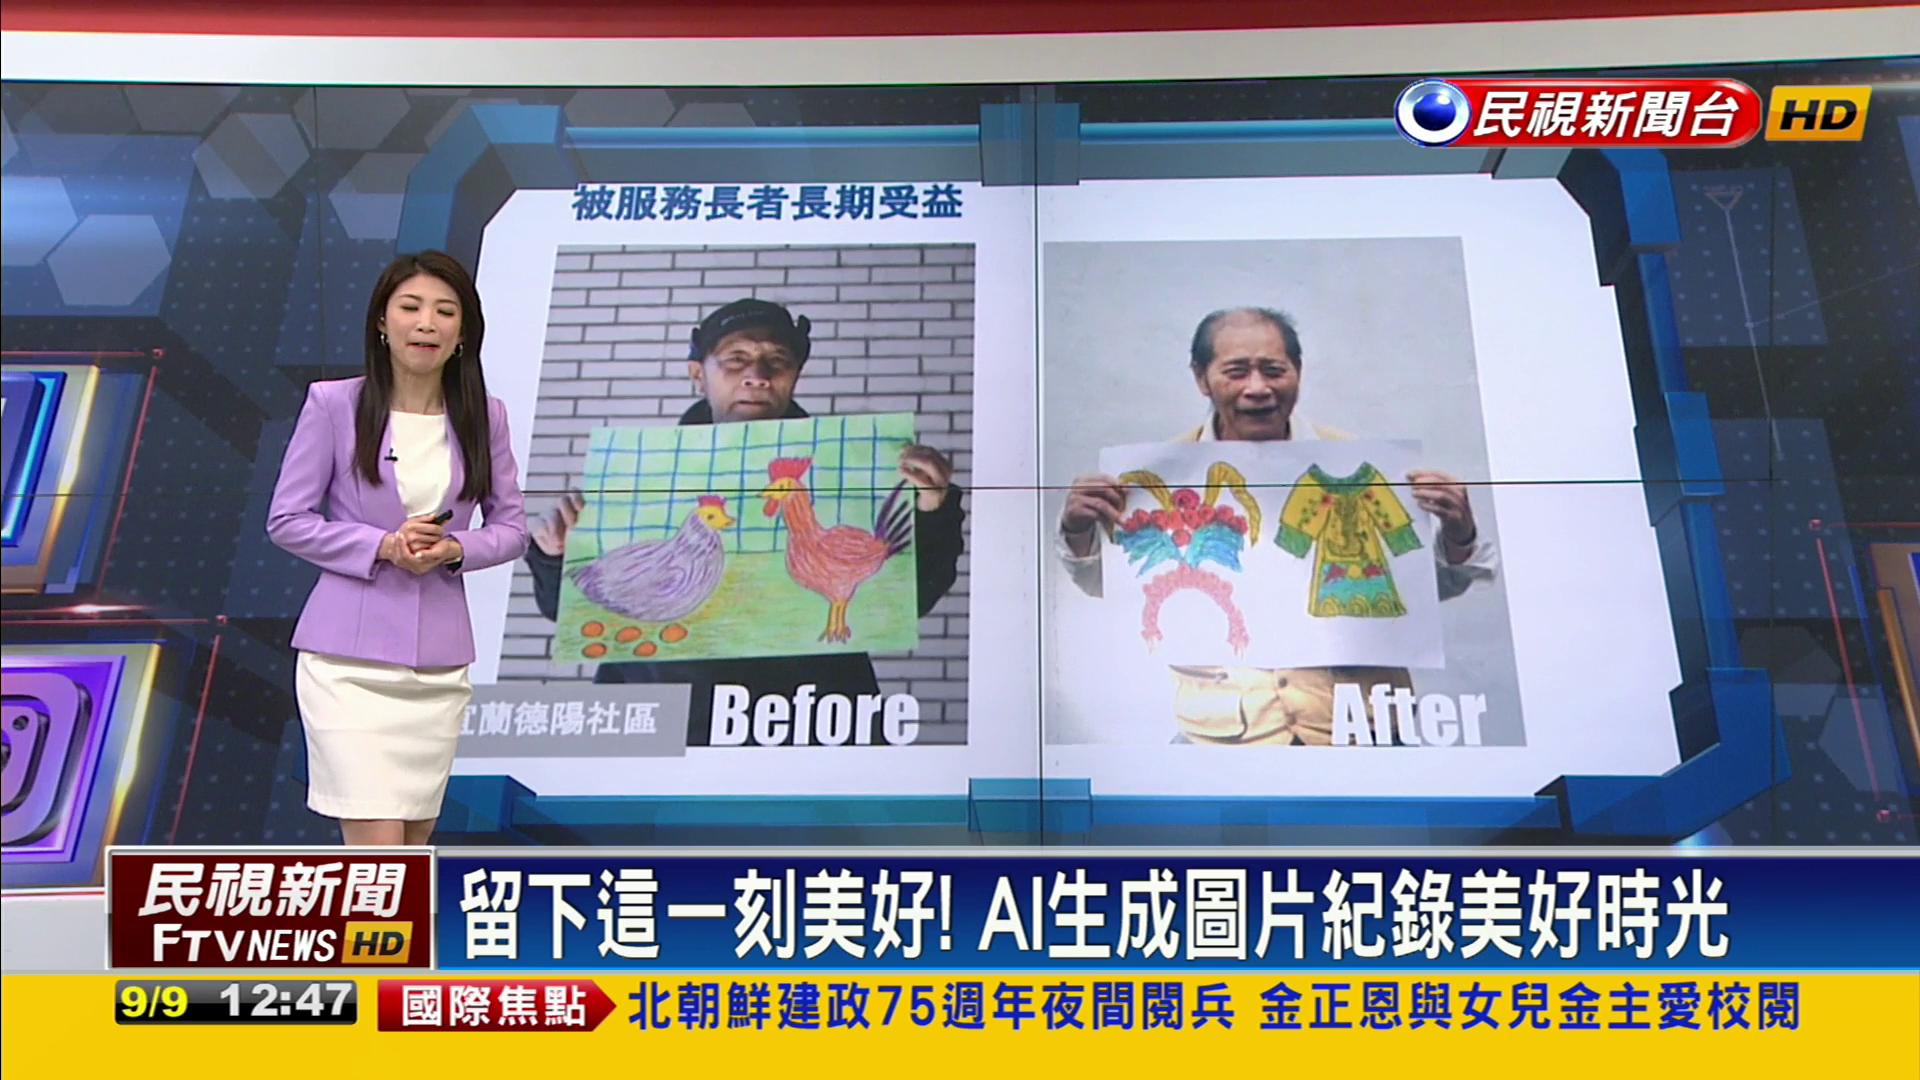 民視新聞台 HD
被服務長者長期受益
宜蘭德陽社區
Before
After
民視新聞
FTVNEWS HD
留下這一刻美好! AI生成圖片紀錄美好時光
9/9 12:47
國際焦點
北朝鮮建政75週年夜間閱兵 金正恩與女兒金主愛校閱